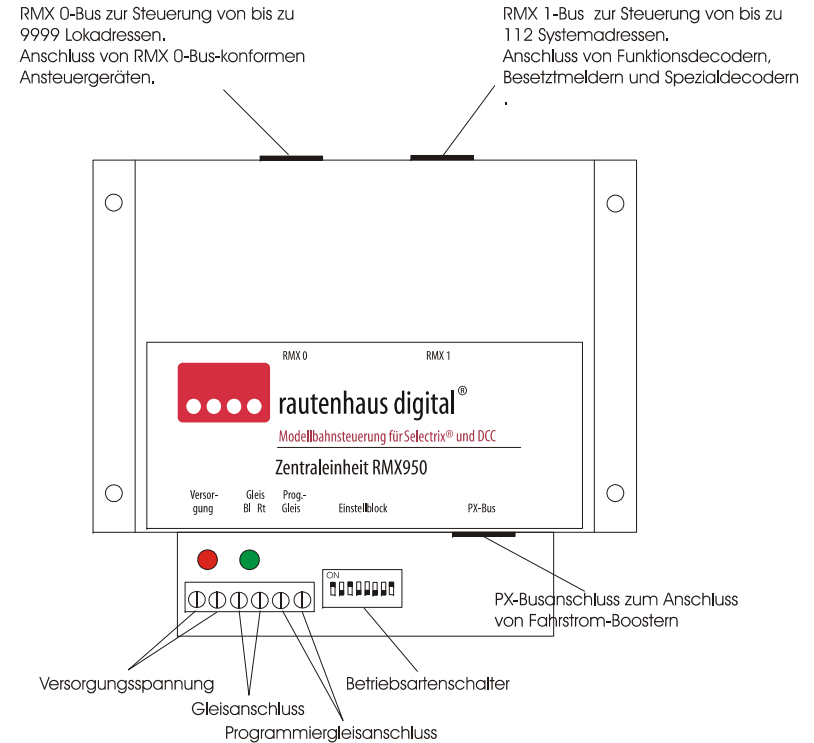 RMX 0-Bus zur Steuerung von bis zu
9999 Lokadressen.
Anschluss von RMX 0-Bus-konformen
Ansteuergeräten.
RMX 1-Bus zur Steuerung von bis zu
112 Systemadressen.
Anschluss von Funktionsdecodern,
Besetztmeldern und Spezialdecodern
.
RMX 0 RMX 1
rautenhaus digital®
Modellbahnsteuerung für Selectrix® und DCC
Zentraleinheit RMX950
Versor- Gleis Prog.-
gung Bl Rt Gleis Einstellblock PX-Bus
ON
PX-Busanschluss zum Anschluss
von Fahrstrom-Boostern
Versorgungsspannung Betriebsartenschalter
Gleisanschluss
Programmiergleisanschluss